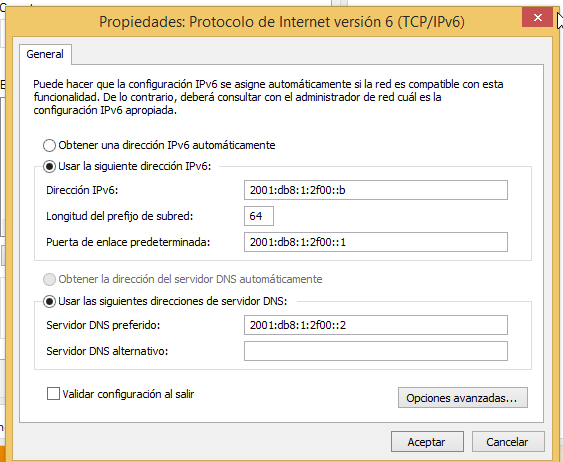 Propiedades: Protocolo de Internet versión 6 (TCP/IPv6)
General
Puede hacer que la configuración IPv6 se asigne automáticamente si la red es compatible con esta
funcionalidad. De lo contrario, deberá consultar con el administrador de red cuál es la
configuración IPv6 apropiada.
Obtener una dirección IPv6 automáticamente
Usar la siguiente dirección IPv6:
Dirección IPv6: 2001:db8:1:2f00::b
Longitud del prefijo de subred: 64
Puerta de enlace predeterminada: 2001:db8:1:2f00::1
Obtener la dirección del servidor DNS automáticamente
Usar las siguientes direcciones de servidor DNS:
Servidor DNS preferido: 2001:db8:1:2f00::2
Servidor DNS alternativo:
Validar configuración al salir
Opciones avanzadas...
Aceptar Cancelar